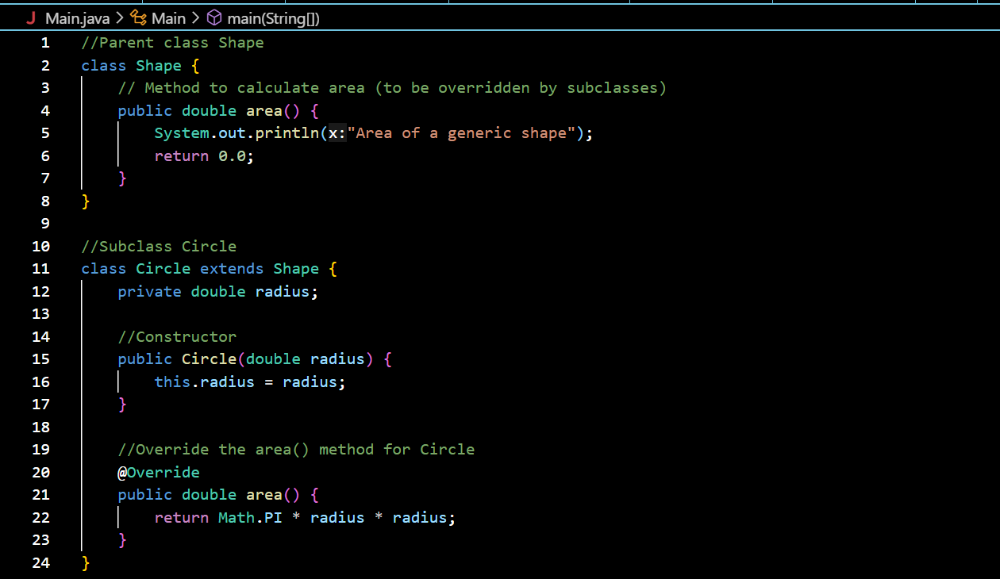 J Main.java > Main > main(String[])
1 //Parent class Shape
2 class Shape {
3     // Method to calculate area (to be overridden by subclasses)
4     public double area() {
5         System.out.println(x:"Area of a generic shape");
6         return 0.0;
7     }
8 }
9
10 //Subclass Circle
11 class Circle extends Shape {
12     private double radius;
13
14     //Constructor
15     public Circle(double radius) {
16         this.radius = radius;
17     }
18
19     //Override the area() method for Circle
20     @Override
21     public double area() {
22         return Math.PI * radius * radius;
23     }
24 }